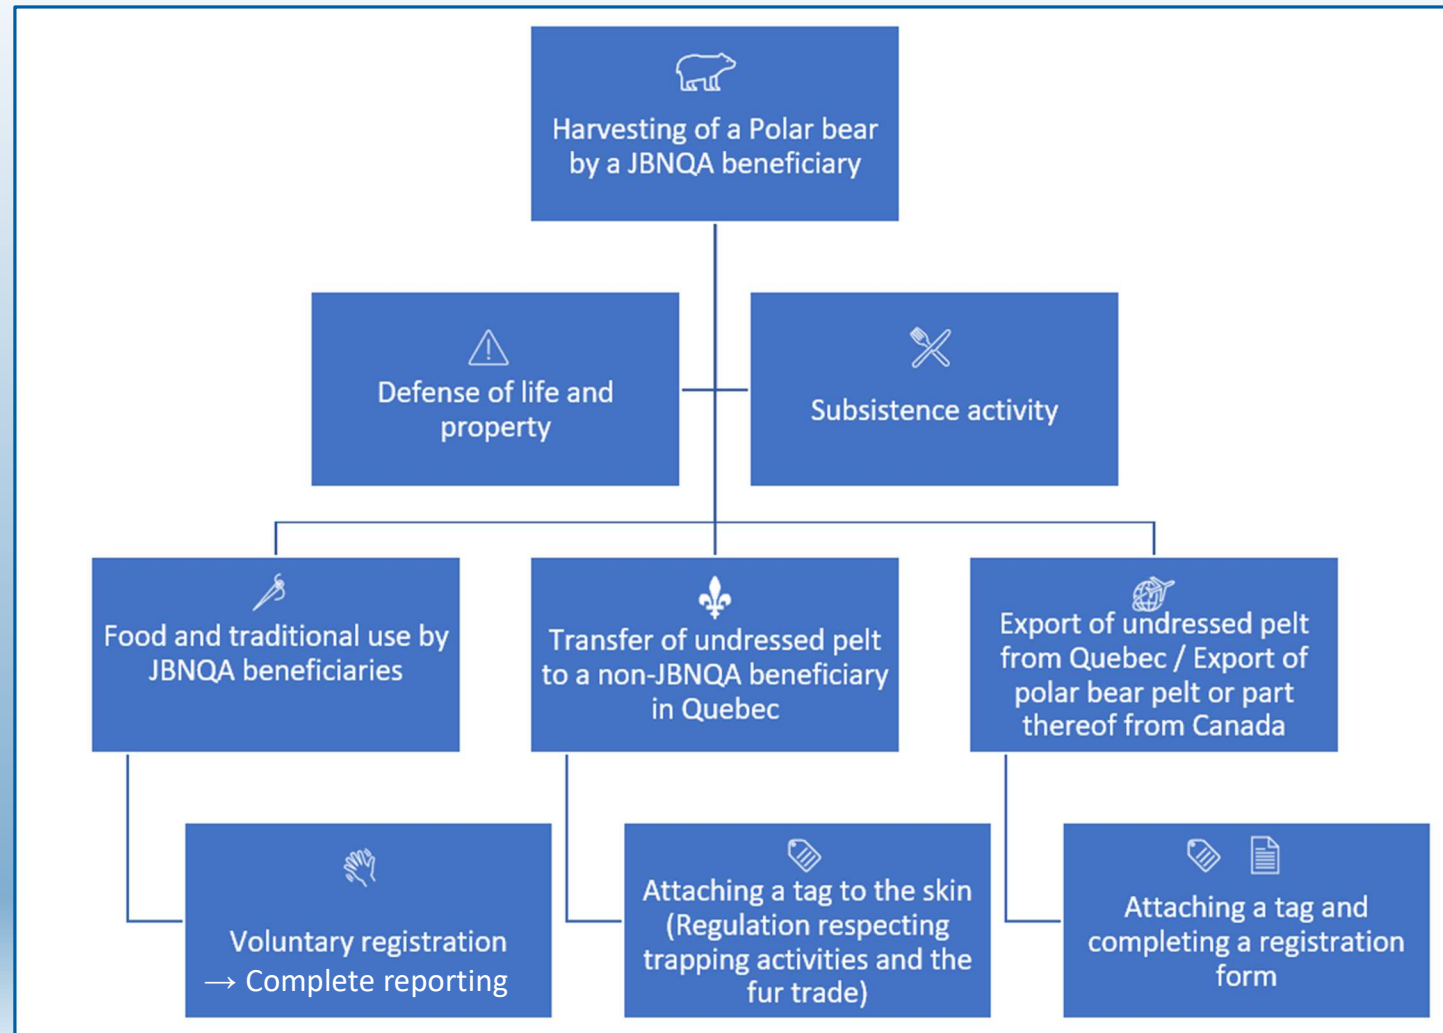 Harvesting of a Polar bear
by a JBNQA beneficiary
Defense of life and
property
Subsistence activity
Food and traditional use by
JBNQA beneficiaries
Transfer of undressed pelt
to a non-JBNQA beneficiary
in Quebec
Export of undressed pelt
from Quebec / Export of
polar bear pelt or part
thereof from Canada
Voluntary registration
→ Complete reporting
Attaching a tag to the skin
(Regulation respecting
trapping activities and the
fur trade)
Attaching a tag and
completing a registration
form